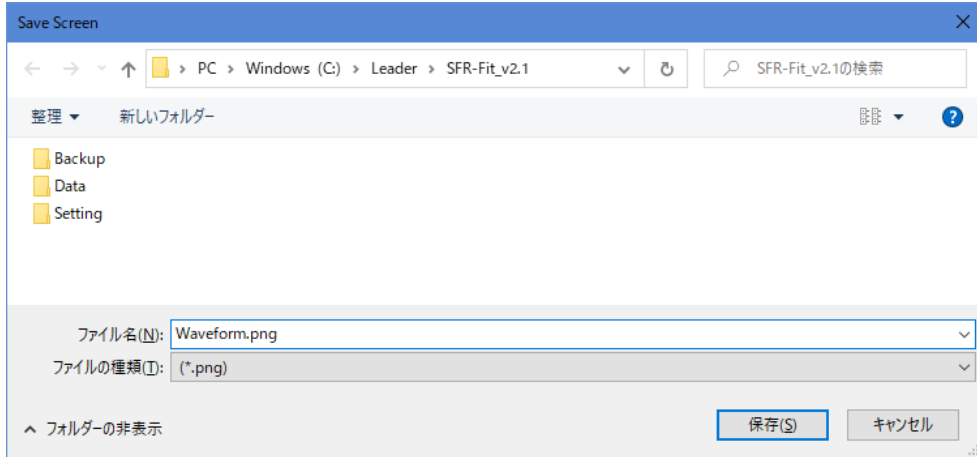 Save Screen
PC > Windows (C:) > Leader > SFR-Fit_v2.1
SFR-Fit_v2.1の検索
整理
新しいフォルダー
Backup
Data
Setting
ファイル名(N): Waveform.png
ファイルの種類(T): (*.png)
フォルダーの非表示
保存(S)
キャンセル